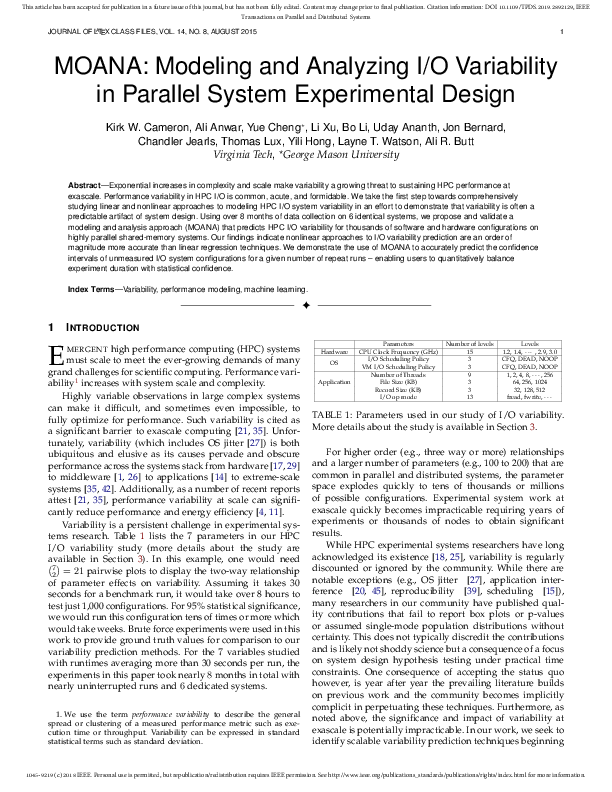 This article has been accepted for publication in a future issue of this journal, but has not been fully edited. Content may change prior to final publication. Citation information: DOI 10.1109/TPDS.2019.2892129, IEEE
Transactions on Parallel and Distributed Systems
JOURNAL OF LATEX CLASS FILES, VOL. 14, NO. 8, AUGUST 2015
1
MOANA: Modeling and Analyzing I/O Variability
in Parallel System Experimental Design
Kirk W. Cameron, Ali Anwar, Yue Cheng*, Li Xu, Bo Li, Uday Ananth, Jon Bernard,
Chandler Jearls, Thomas Lux, Yili Hong, Layne T. Watson, Ali R. Butt
Virginia Tech, *George Mason University
Abstract—Exponential increases in complexity and scale make variability a growing threat to sustaining HPC performance at
exascale. Performance variability in HPC I/O is common, acute, and formidable. We take the first step towards comprehensively
studying linear and nonlinear approaches to modeling HPC I/O system variability in an effort to demonstrate that variability is often a
predictable artifact of system design. Using over 8 months of data collection on 6 identical systems, we propose and validate a
modeling and analysis approach (MOANA) that predicts HPC I/O variability for thousands of software and hardware configurations on
highly parallel shared-memory systems. Our findings indicate nonlinear approaches to I/O variability prediction are an order of
magnitude more accurate than linear regression techniques. We demonstrate the use of MOANA to accurately predict the confidence
intervals of unmeasured I/O system configurations for a given number of repeat runs – enabling users to quantitatively balance
experiment duration with statistical confidence.
Index Terms—Variability, performance modeling, machine learning.
1 INTRODUCTION
EMERGENT high performance computing (HPC) systems
must scale to meet the ever-growing demands of many
grand challenges for scientific computing. Performance vari-
ability1 increases with system scale and complexity.
Highly variable observations in large complex systems
can make it difficult, and sometimes even impossible, to
fully optimize for performance. Such variability is cited as
a significant barrier to exascale computing [21, 35]. Unfor-
tunately, variability (which includes OS jitter [27]) is both
ubiquitous and elusive as its causes pervade and obscure
performance across the systems stack from hardware [17, 29]
to middleware [1, 26] to applications [14] to extreme-scale
systems [35, 42]. Additionally, as a number of recent reports
attest [21, 35], performance variability at scale can signifi-
cantly reduce performance and energy efficiency [4, 11].
Variability is a persistent challenge in experimental sys-
tems research. Table 1 lists the 7 parameters in our HPC
I/O variability study (more details about the study are
available in Section 3). In this example, one would need
(7 2) = 21 pairwise plots to display the two-way relationship
of parameter effects on variability. Assuming it takes 30
seconds for a benchmark run, it would take over 8 hours to
test just 1,000 configurations. For 95% statistical significance,
we would run this configuration tens of times or more which
would take weeks. Brute force experiments were used in this
work to provide ground truth values for comparison to our
variability prediction methods. For the 7 variables studied
with runtimes averaging more than 30 seconds per run, the
experiments in this paper took nearly 8 months in total with
nearly uninterrupted runs and 6 dedicated systems.
1. We use the term performance variability to describe the general
spread or clustering of a measured performance metric such as exe-
cution time or throughput. Variability can be expressed in standard
statistical terms such as standard deviation.
Parameters Number of levels Levels
Hardware CPU Clock Frequency (GHz) 15 1.2, 1.4, ··· , 2.9, 3.0
OS I/O Scheduling Policy 3 CFQ, DEAD, NOOP
VM I/O Scheduling Policy 3 CFQ, DEAD, NOOP
Application Number of Threads 9 1, 2, 4, 8, ··· , 256
File Size (KB) 3 64, 256, 1024
Record Size (KB) 3 32, 128, 512
I/O op mode 13 fread, fwrite, ···
TABLE 1: Parameters used in our study of I/O variability.
More details about the study is available in Section 3.
For higher order (e.g., three way or more) relationships
and a larger number of parameters (e.g., 100 to 200) that are
common in parallel and distributed systems, the parameter
space explodes quickly to tens of thousands or millions
of possible configurations. Experimental system work at
exascale quickly becomes impracticable requiring years of
experiments or thousands of nodes to obtain significant
results.
While HPC experimental systems researchers have long
acknowledged its existence [18, 25], variability is regularly
discounted or ignored by the community. While there are
notable exceptions (e.g., OS jitter [27], application inter-
ference [20, 45], reproducibility [39], scheduling [15]),
many researchers in our community have published qual-
ity contributions that fail to report box plots or p-values
or assumed single-mode population distributions without
certainty. This does not typically discredit the contributions
and is likely not shoddy science but a consequence of a focus
on system design hypothesis testing under practical time
constraints. One consequence of accepting the status quo
however, is year after year the prevailing literature builds
on previous work and the community becomes implicitly
complicit in perpetuating these techniques. Furthermore, as
noted above, the significance and impact of variability at
exascale is potentially impracticable. In our work, we seek to
identify scalable variability prediction techniques beginning
1045-9219 (c) 2018 IEEE. Personal use is permitted, but republication/redistribution requires IEEE permission. See http://www.ieee.org/publications_standards/publications/rights/index.html for more information.